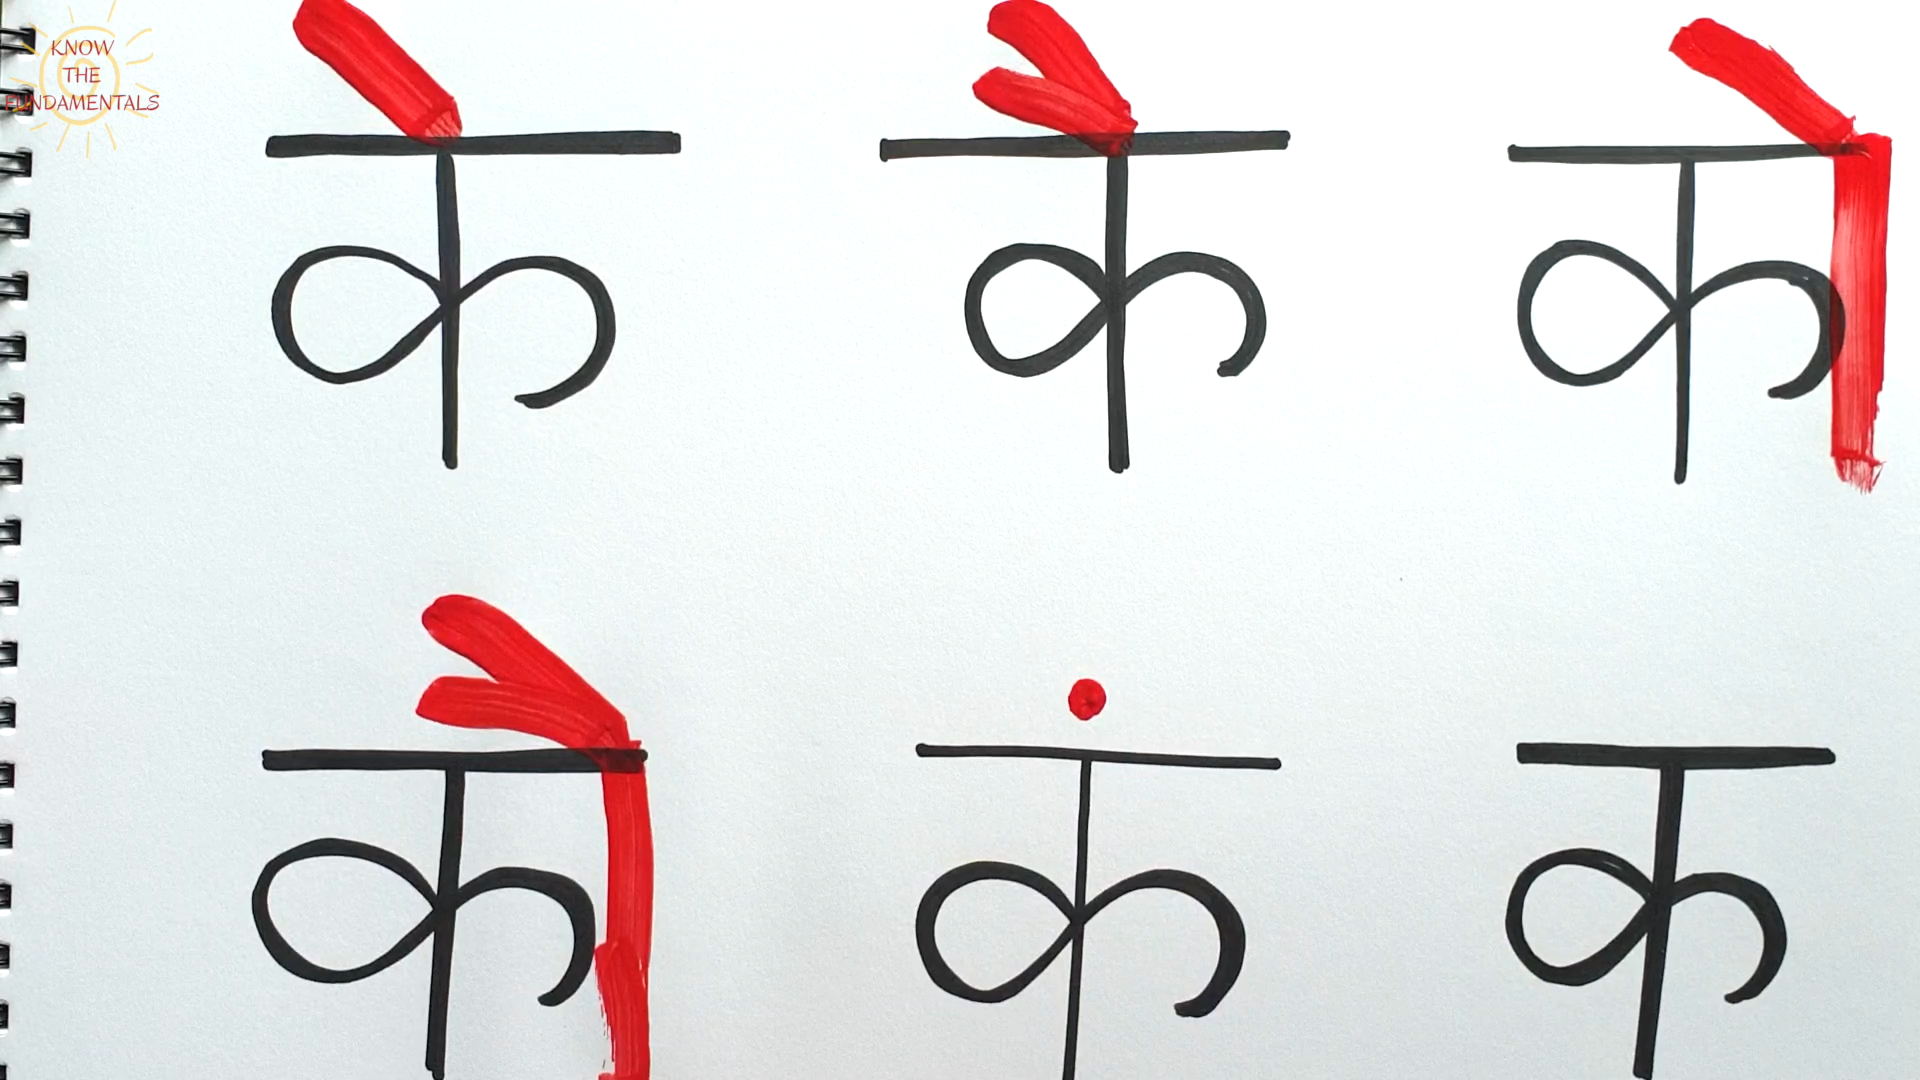 KNOW
THE
FUNDAMENTALS
के कै को
कौ कं क